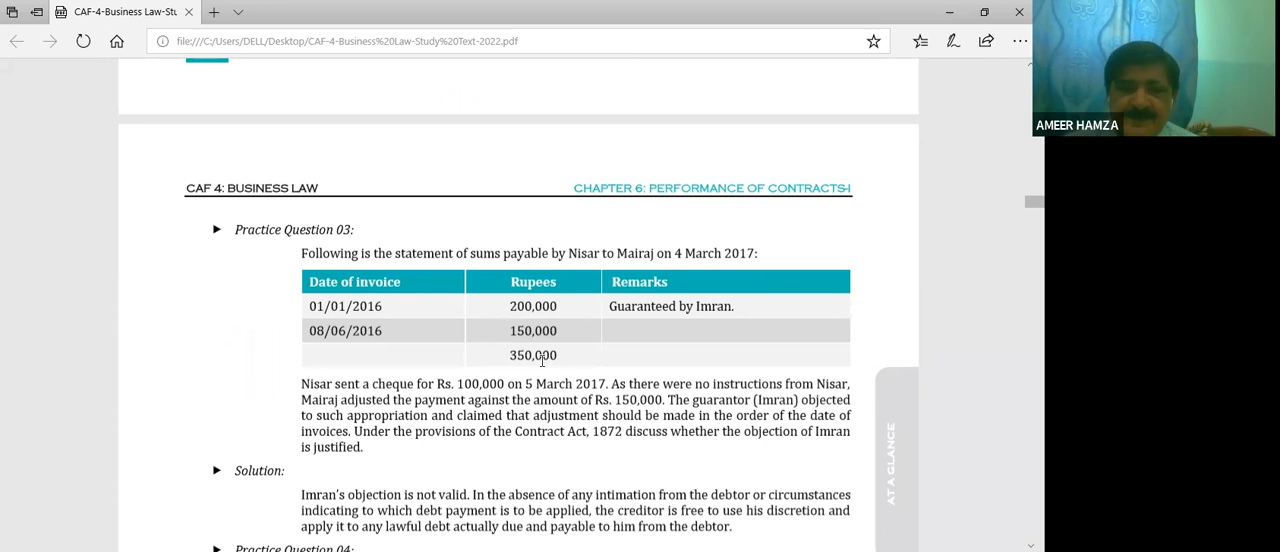 CAF-4-Business Law-Stu
file:///C:/Users/DELL/Desktop/CAF-4-Business%20Law-Study%20Text-2022.pdf
AMEER HAMZA
CAF 4: BUSINESS LAW CHAPTER 6: PERFORMANCE OF CONTRACTS-I
Practice Question 03:
Following is the statement of sums payable by Nisar to Mairaj on 4 March 2017:
Date of invoice Rupees Remarks
01/01/2016 200,000 Guaranteed by Imran.
08/06/2016 150,000
350,000
Nisar sent a cheque for Rs. 100,000 on 5 March 2017. As there were no instructions from Nisar,
Mairaj adjusted the payment against the amount of Rs. 150,000. The guarantor (Imran) objected
to such appropriation and claimed that adjustment should be made in the order of the date of
invoices. Under the provisions of the Contract Act, 1872 discuss whether the objection of Imran
is justified.
AT A GLANCE
Solution:
Imran's objection is not valid. In the absence of any intimation from the debtor or circumstances
indicating to which debt payment is to be applied, the creditor is free to use his discretion and
apply it to any lawful debt actually due and payable to him from the debtor.
Practice Question 04: